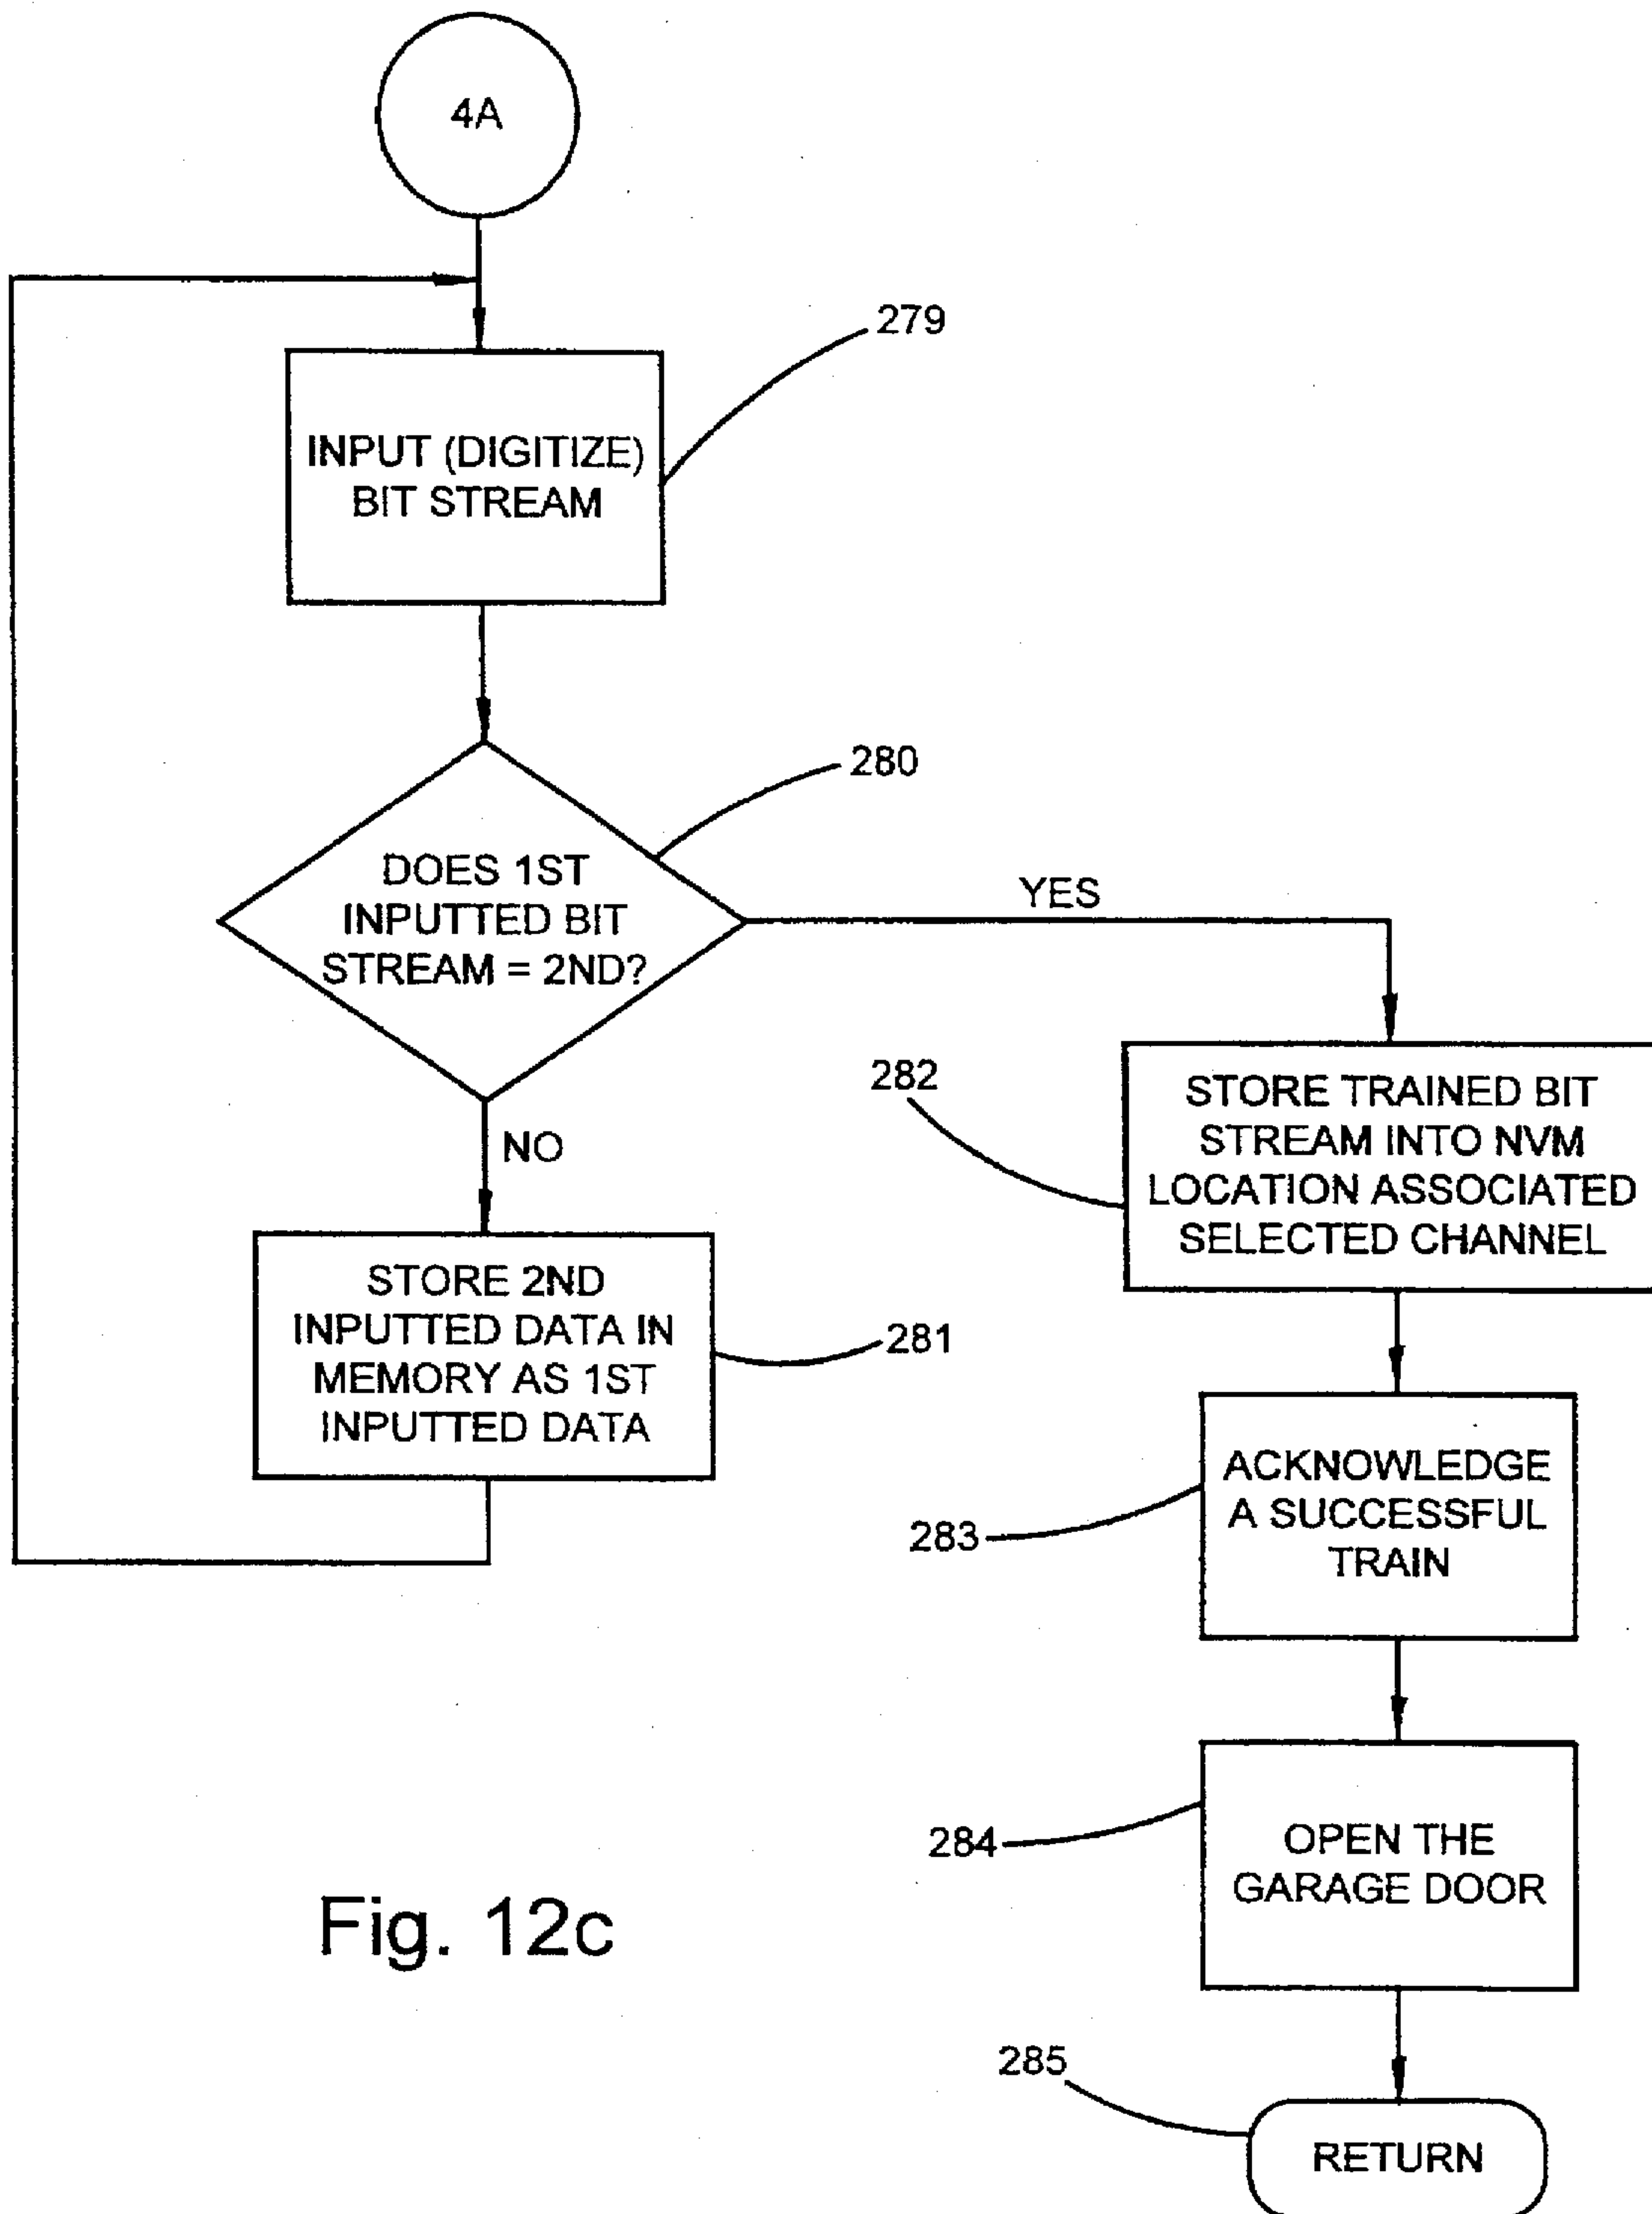 4A
279
INPUT (DIGITIZE)
BIT STREAM
280
DOES 1ST
INPUTTED BIT
STREAM = 2ND?
YES
NO
281
STORE 2ND
INPUTTED DATA IN
MEMORY AS 1ST
INPUTTED DATA
282
STORE TRAINED BIT
STREAM INTO NVM
LOCATION ASSOCIATED
SELECTED CHANNEL
283
ACKNOWLEDGE
A SUCCESSFUL
TRAIN
284
OPEN THE
GARAGE DOOR
285
RETURN
Fig. 12c